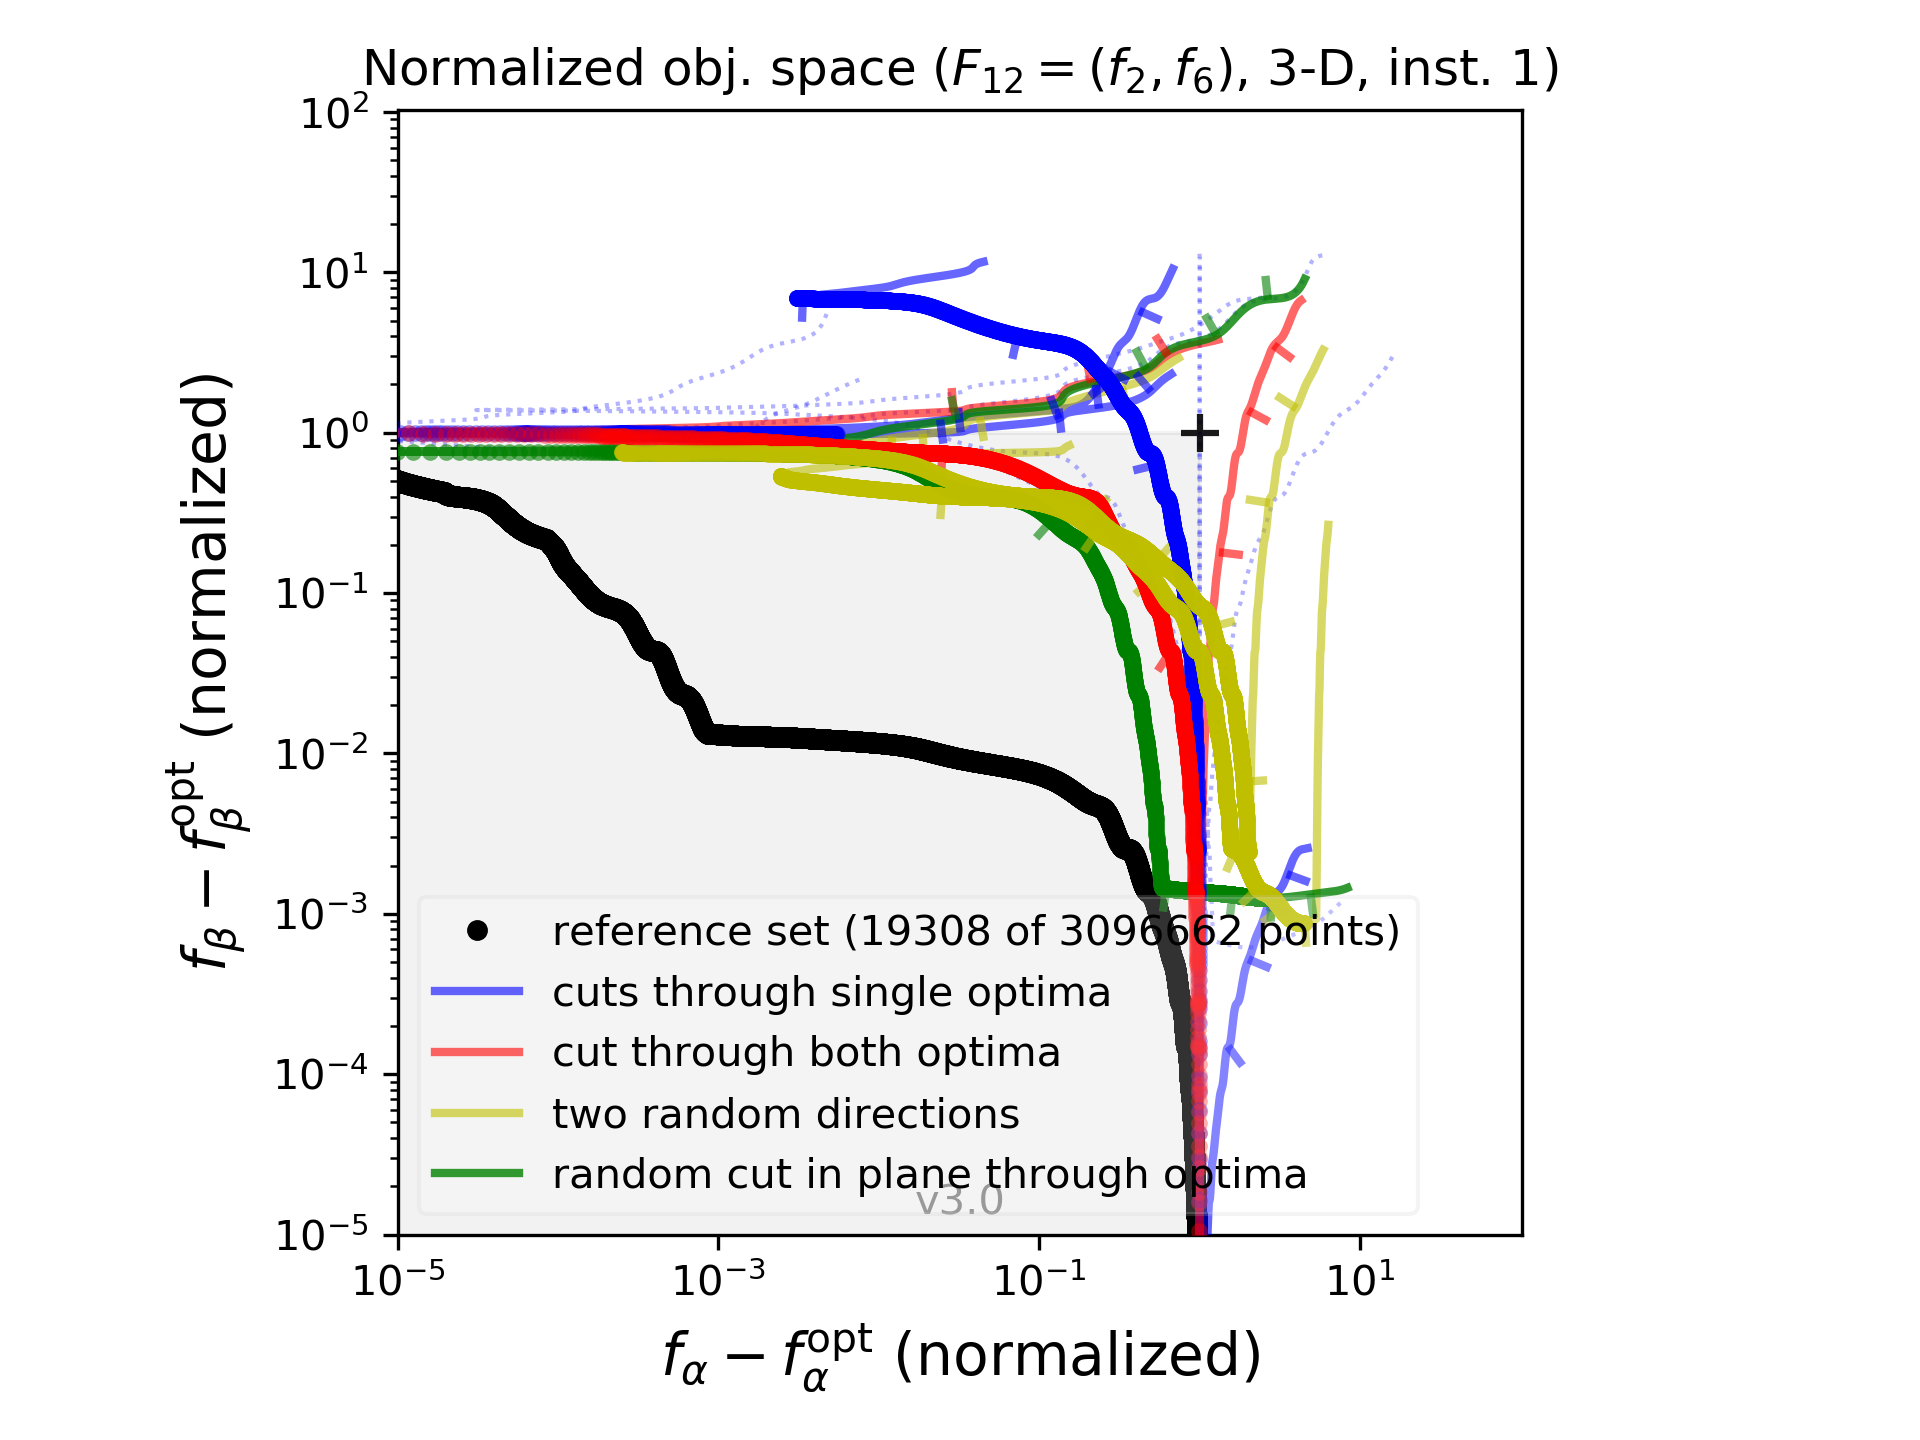 Normalized obj. space (F₁₂ = (f₂, f₆), 3-D, inst. 1)
10²
10¹
10⁰
10⁻¹
10⁻²
10⁻³
10⁻⁴
10⁻⁵
f_β − f_β^opt (normalized)
reference set (19308 of 3096662 points)
cuts through single optima
cut through both optima
two random directions
random cut in plane through optima
v3.0
10⁻⁵ 10⁻³ 10⁻¹ 10¹
f_α − f_α^opt (normalized)